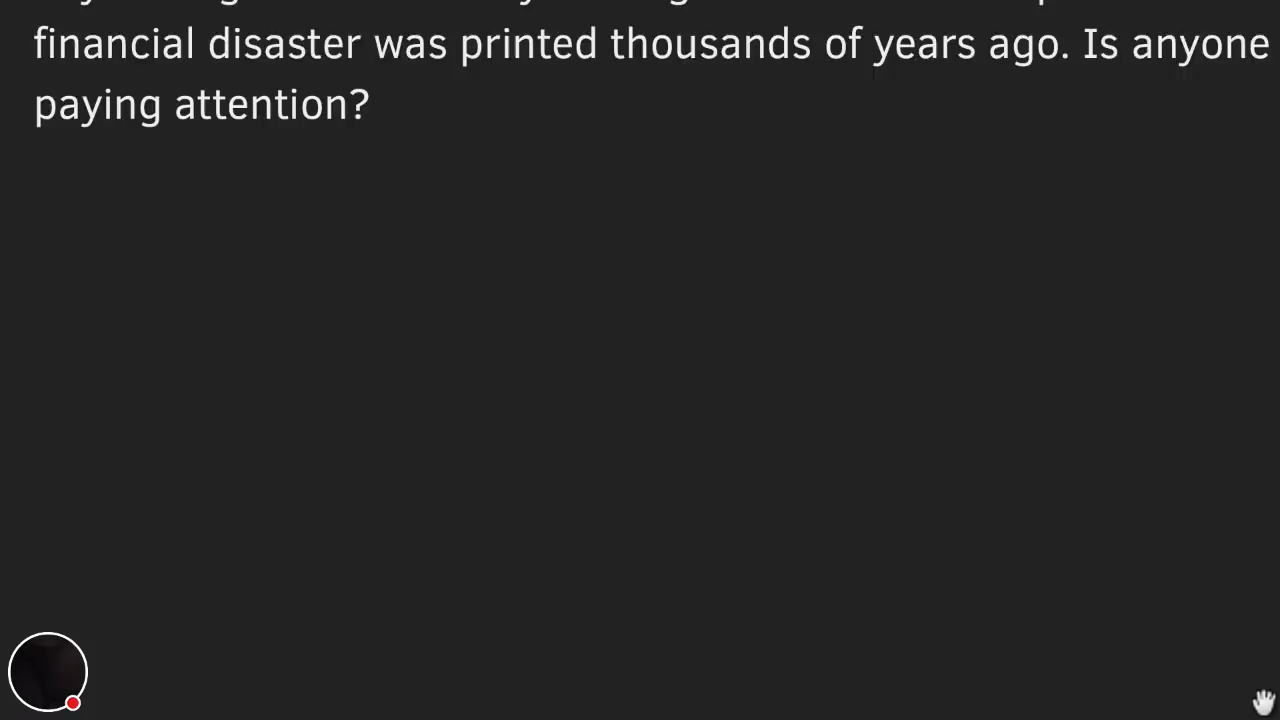 financial disaster was printed thousands of years ago. Is anyone
paying attention?